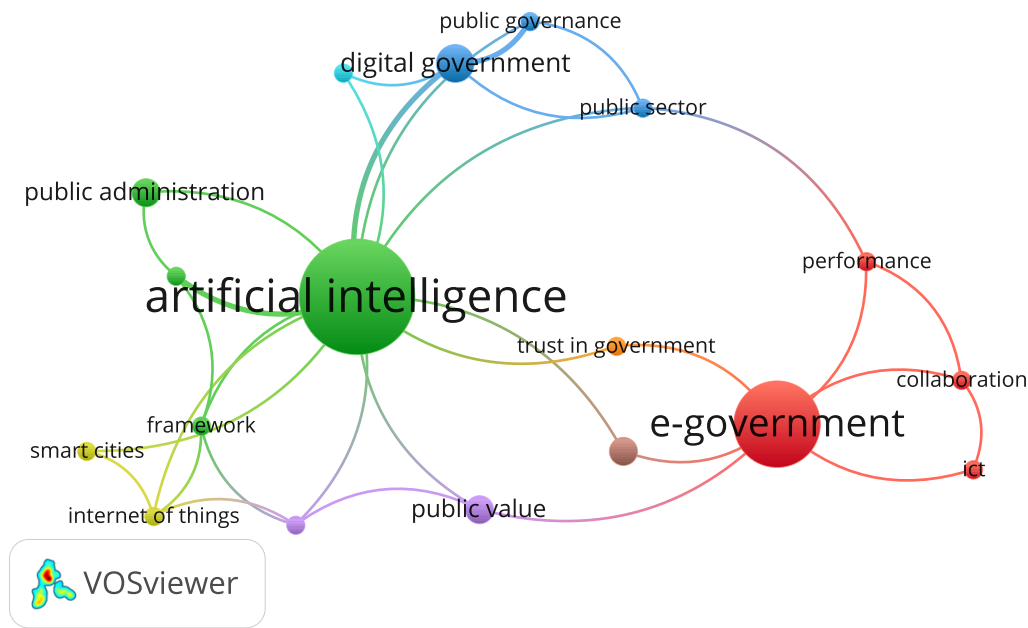 public governance
digital government
public sector
public administration
performance
artificial intelligence
trust in government
collaboration
e-government
framework
smart cities
ict
public value
internet of things
VOSviewer